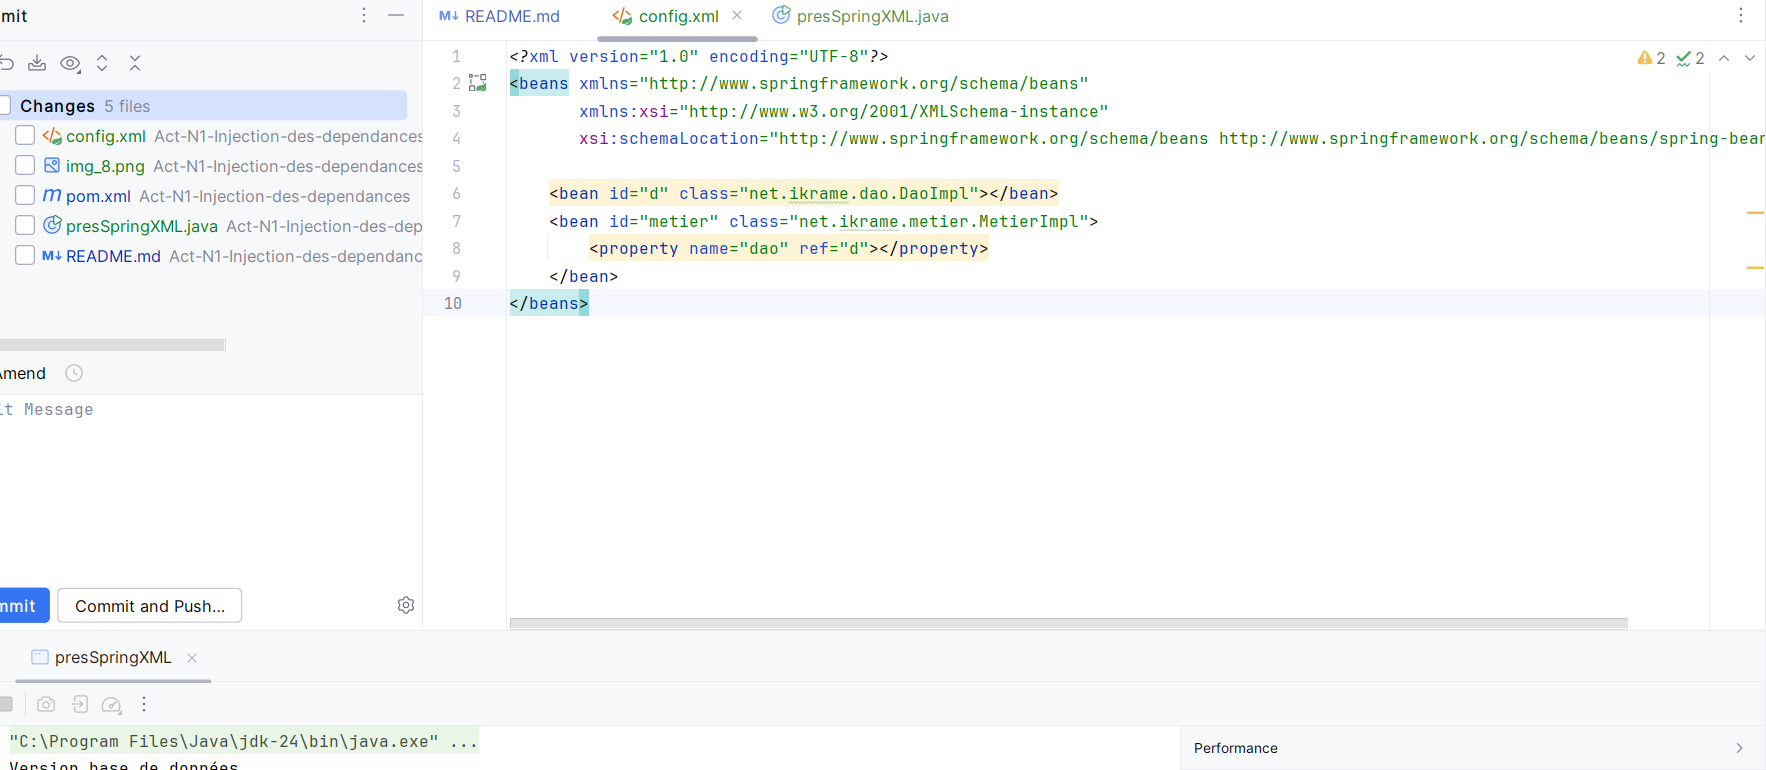 README.md config.xml presSpringXML.java
Changes 5 files
config.xml Act-N1-Injection-des-dependances
img_8.png Act-N1-Injection-des-dependances
pom.xml Act-N1-Injection-des-dependances
presSpringXML.java Act-N1-Injection-des-dep
README.md Act-N1-Injection-des-dependanc
Amend
it Message
mmit Commit and Push...
1 <?xml version="1.0" encoding="UTF-8"?>
2 <beans xmlns="http://www.springframework.org/schema/beans"
3 xmlns:xsi="http://www.w3.org/2001/XMLSchema-instance"
4 xsi:schemaLocation="http://www.springframework.org/schema/beans http://www.springframework.org/schema/beans/spring-bean
5
6 <bean id="d" class="net.ikrame.dao.DaoImpl"></bean>
7 <bean id="metier" class="net.ikrame.metier.MetierImpl">
8 <property name="dao" ref="d"></property>
9 </bean>
10 </beans>
2 2
presSpringXML
"C:\Program Files\Java\jdk-24\bin\java.exe" ...
Version base de données
Performance